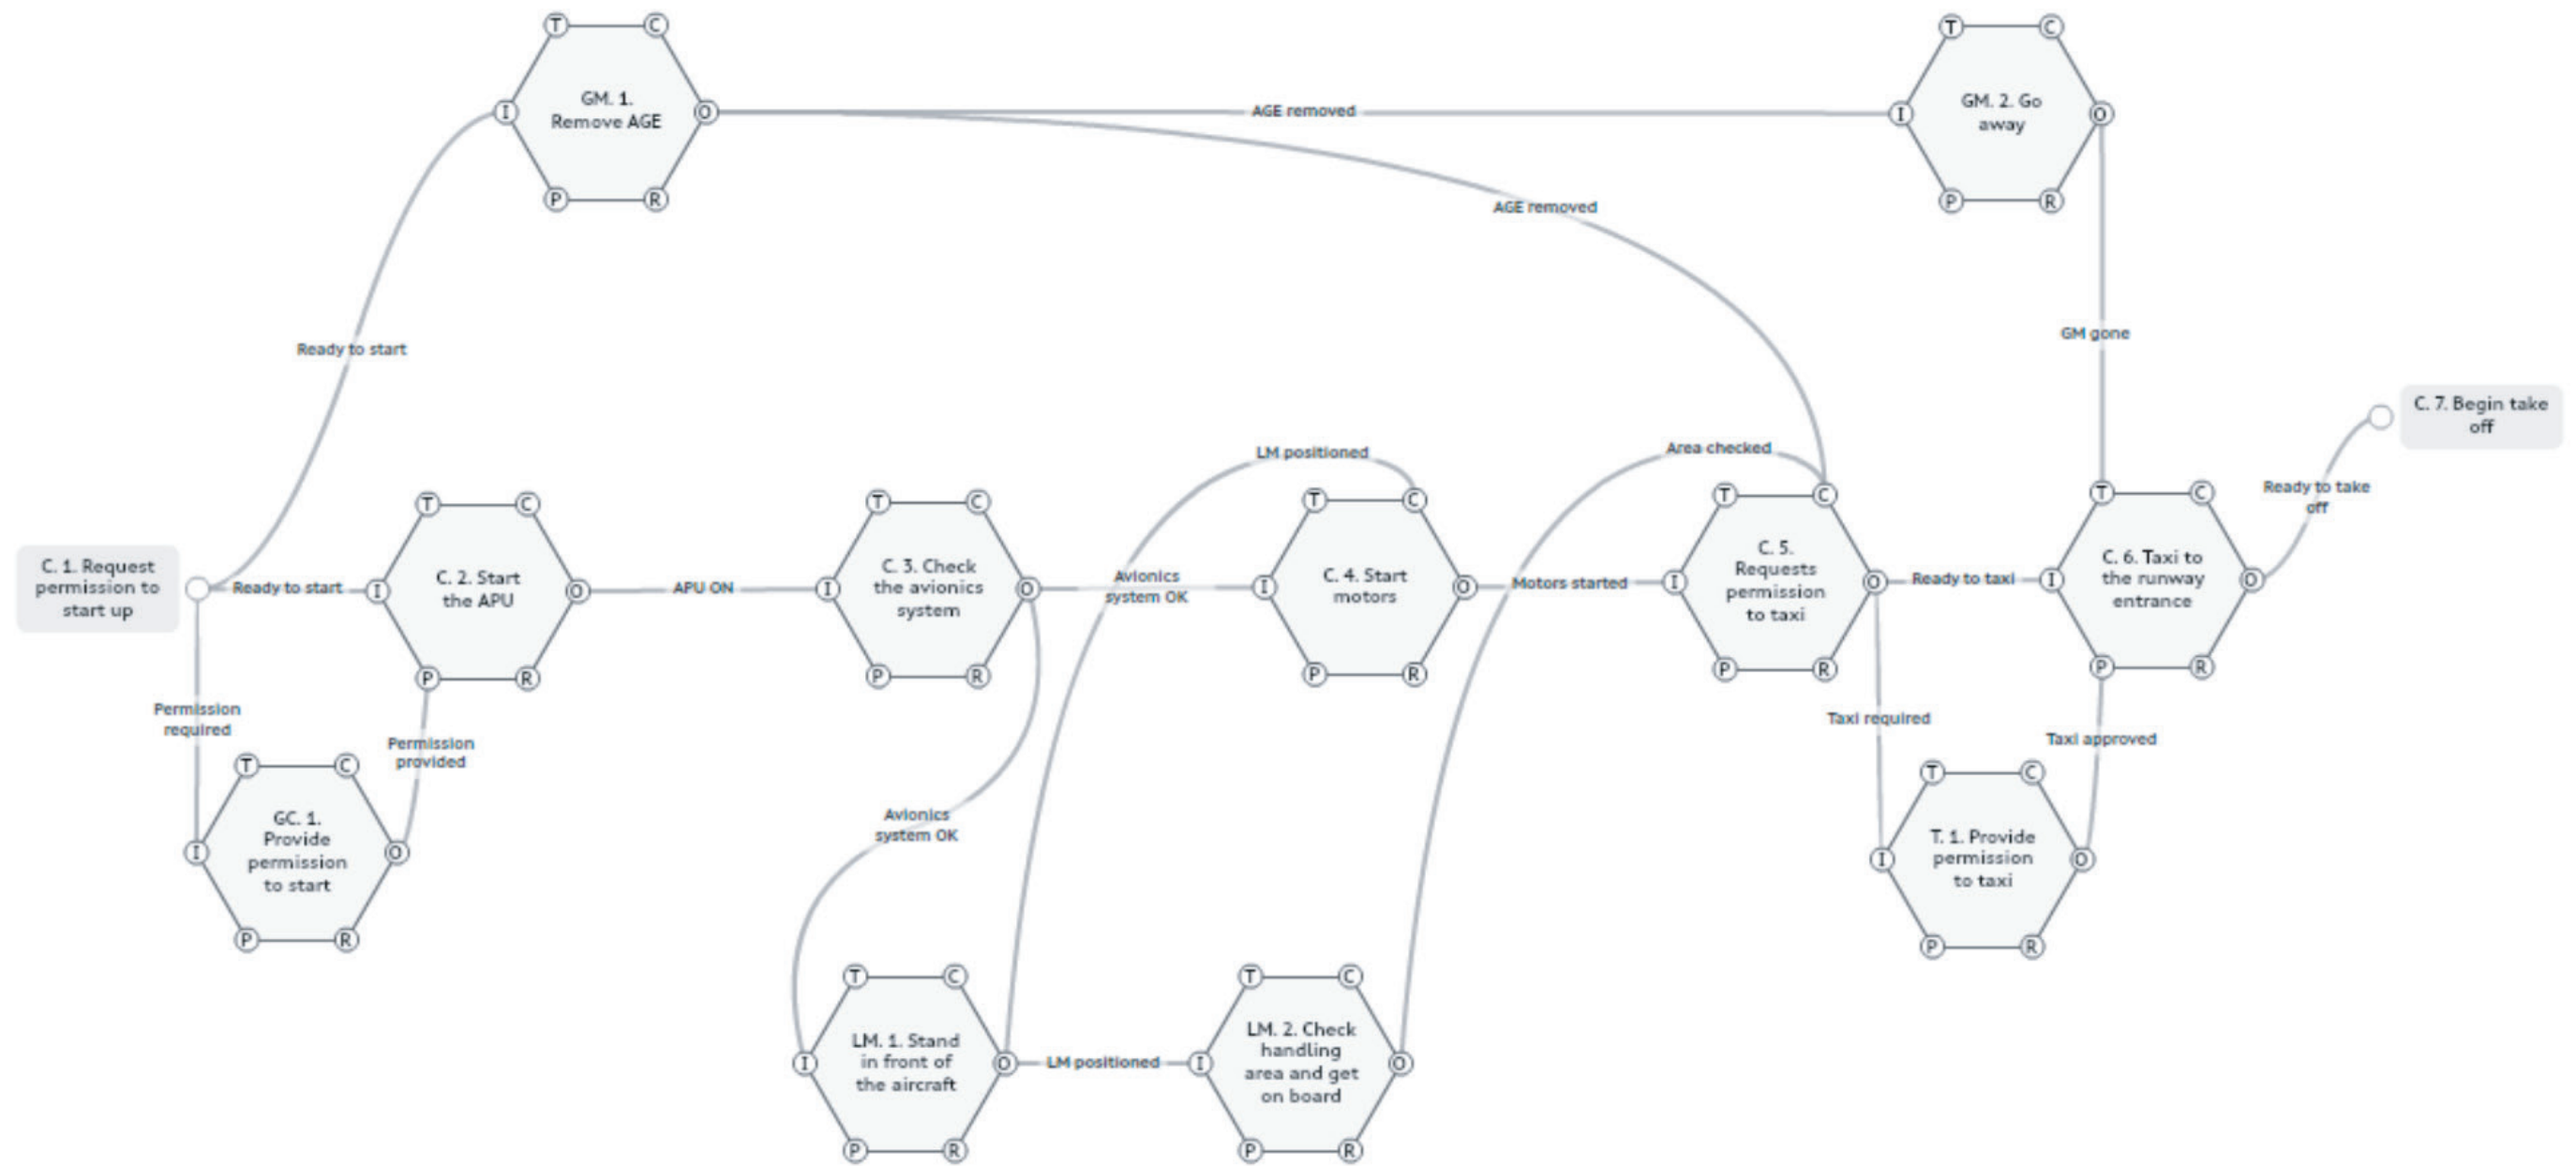 T
C
GM. 1.
Remove AGE
I
O
P
R
AGE removed
T
C
GM. 2. Go
away
I
O
P
R
AGE removed
Ready to start
GM gone
C. 7. Begin take
off
Ready to take
off
LM positioned
Area checked
C. 1. Request
permission to
start up
Ready to start
T
C
C. 2. Start
the APU
I
O
P
R
APU ON
T
C
C. 3. Check
the avionics
system
I
O
P
R
Avionics
system OK
T
C
C. 4. Start
motors
I
O
P
R
Motors started
T
C
C. 5.
Requests
permission
to taxi
I
O
P
R
Ready to taxi
T
C
C. 6. Taxi to
the runway
entrance
I
O
P
R
Permission
required
Permission
provided
Taxi required
Taxi approved
T
C
GC. 1.
Provide
permission
to start
I
O
P
R
Avionics
system OK
T
C
T. 1. Provide
permission
to taxi
I
O
P
R
T
C
LM. 1. Stand
in front of
the aircraft
I
O
P
R
LM positioned
T
C
LM. 2. Check
handling
area and get
on board
I
O
P
R